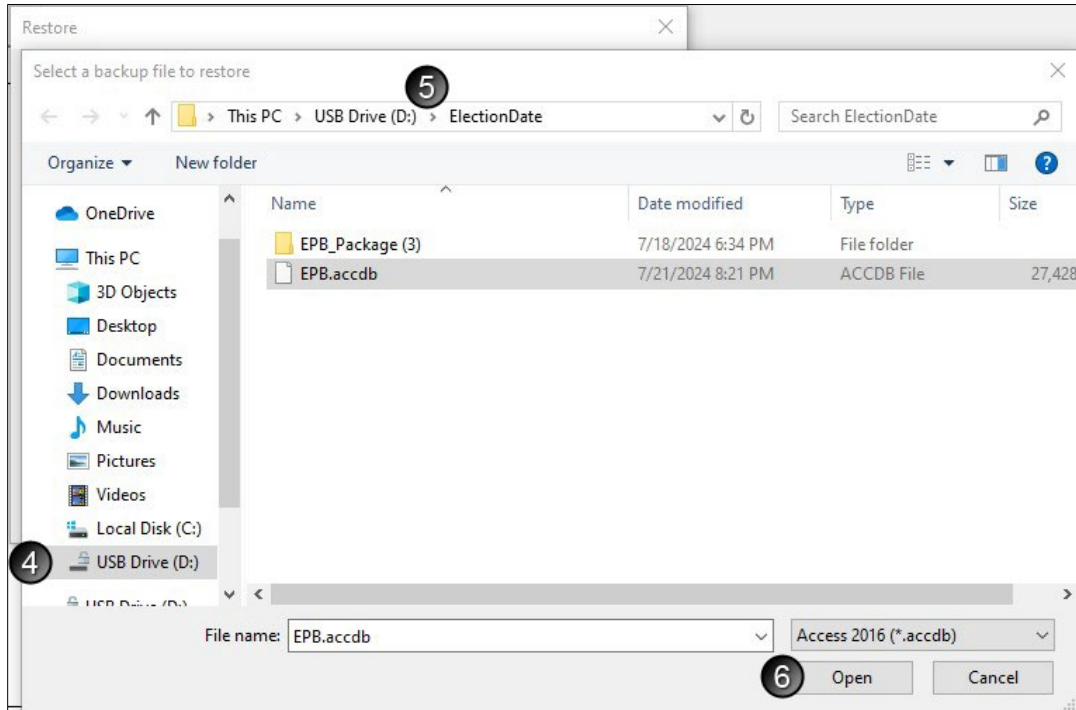 Restore
Select a backup file to restore
5
This PC > USB Drive (D:) > ElectionDate
Search ElectionDate
Organize
New folder
Name Date modified Type Size
OneDrive
EPB_Package (3) 7/18/2024 6:34 PM File folder
This PC
EPB.accdb 7/21/2024 8:21 PM ACCDB File 27,428
3D Objects
Desktop
Documents
Downloads
Music
Pictures
Videos
Local Disk (C:)
4 USB Drive (D:)
USB Drive (D:)
File name: EPB.accdb Access 2016 (*.accdb)
6 Open Cancel